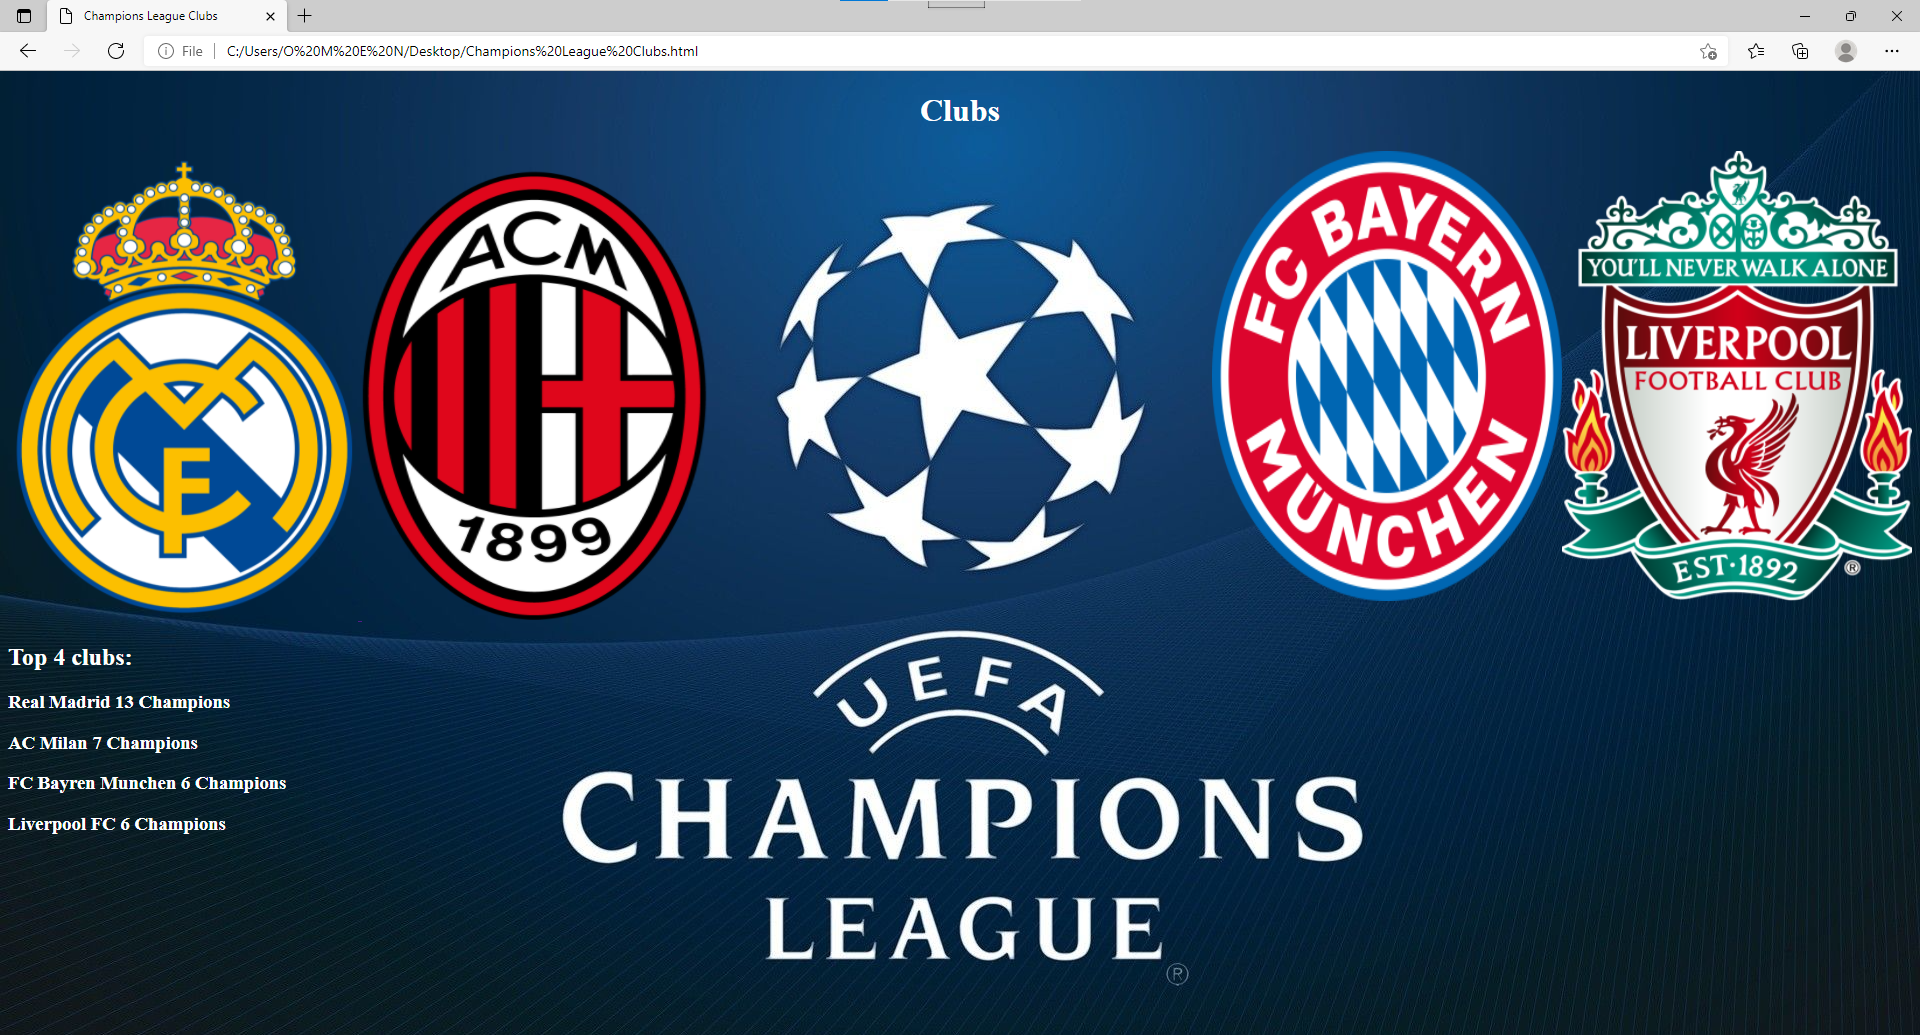 Champions League Clubs
File
C:/Users/O%20M%20E%20N/Desktop/Champions%20League%20Clubs.html
Clubs
ACM
1899
FC BAYERN
MÜNCHEN
YOU'LL NEVER WALK ALONE
LIVERPOOL
FOOTBALL CLUB
EST·1892
®
Top 4 clubs:
Real Madrid 13 Champions
AC Milan 7 Champions
FC Bayren Munchen 6 Champions
Liverpool FC 6 Champions
UEFA
CHAMPIONS
LEAGUE
®